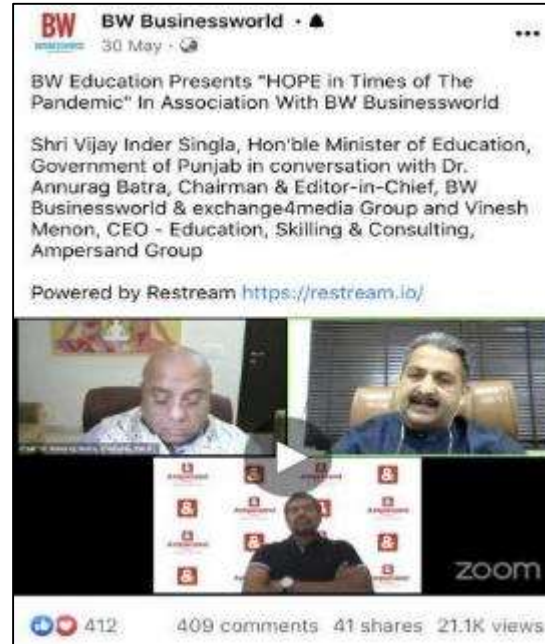 BW
BUSINESSWORLD
BW Businessworld
30 May
BW Education Presents "HOPE in Times of The
Pandemic" In Association With BW Businessworld
Shri Vijay Inder Singla, Hon'ble Minister of Education,
Government of Punjab in conversation with Dr.
Annurag Batra, Chairman & Editor-in-Chief, BW
Businessworld & exchange4media Group and Vinesh
Menon, CEO - Education, Skilling & Consulting,
Ampersand Group
Powered by Restream https://restream.io/
&
Ampersand
zoom
412 409 comments 41 shares 21.1K views